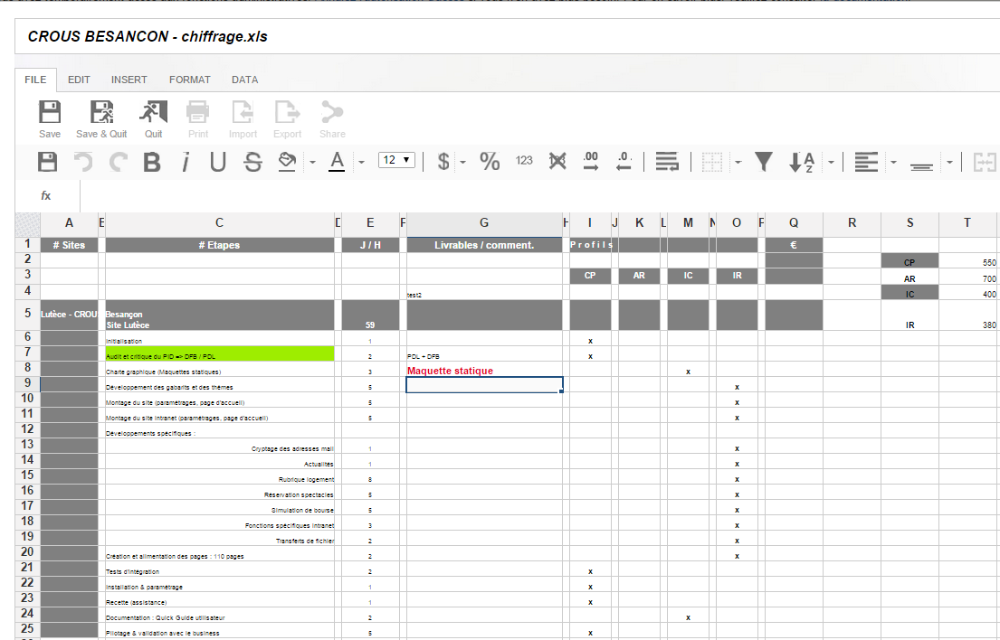 CROUS BESANCON - chiffrage.xls
FILE EDIT INSERT FORMAT DATA
Save Save & Quit Quit Print Import Export Share
B i U S A 12 $ % 123 123 .00 .0 A Z
fx
A E C D E F G H I J K L M N O F Q R S T
1 # Sites # Etapes J / H Livrables / comment. Profils €
2 CP 550
3 CP AR IC IR AR 700
4 test2 IC 400
5 Lutèce - CROU Besançon
Site Lutèce 59 IR 380
6 Initialisation 1 x
7 Audit et critique du PID => DFB / PDL 2 PDL + DFB x
8 Charte graphique (Maquettes statiques) 3 Maquette statique x
9 Développement des gabarits et des thèmes 5 x
10 Montage du site (paramétrages, page d'accueil) 5 x
11 Montage du site intranet (paramétrages, page d'accueil) 5 x
12 Développements spécifiques :
13 Cryptage des adresses mail 1 x
14 Actualités 1 x
15 Rubrique logement 8 x
16 Réservation spectacles 5 x
17 Simulation de bourse 5 x
18 Fonctions spécifiques intranet 3 x
19 Transferts de fichier 2 x
20 Création et alimentation des pages : 110 pages 2 x
21 Tests d'intégration 2 x
22 Installation & paramétrage 1 x
23 Recette (assistance) 1 x
24 Documentation : Quick Guide utilisateur 2 x
25 Pilotage & validation avec le business 5 x